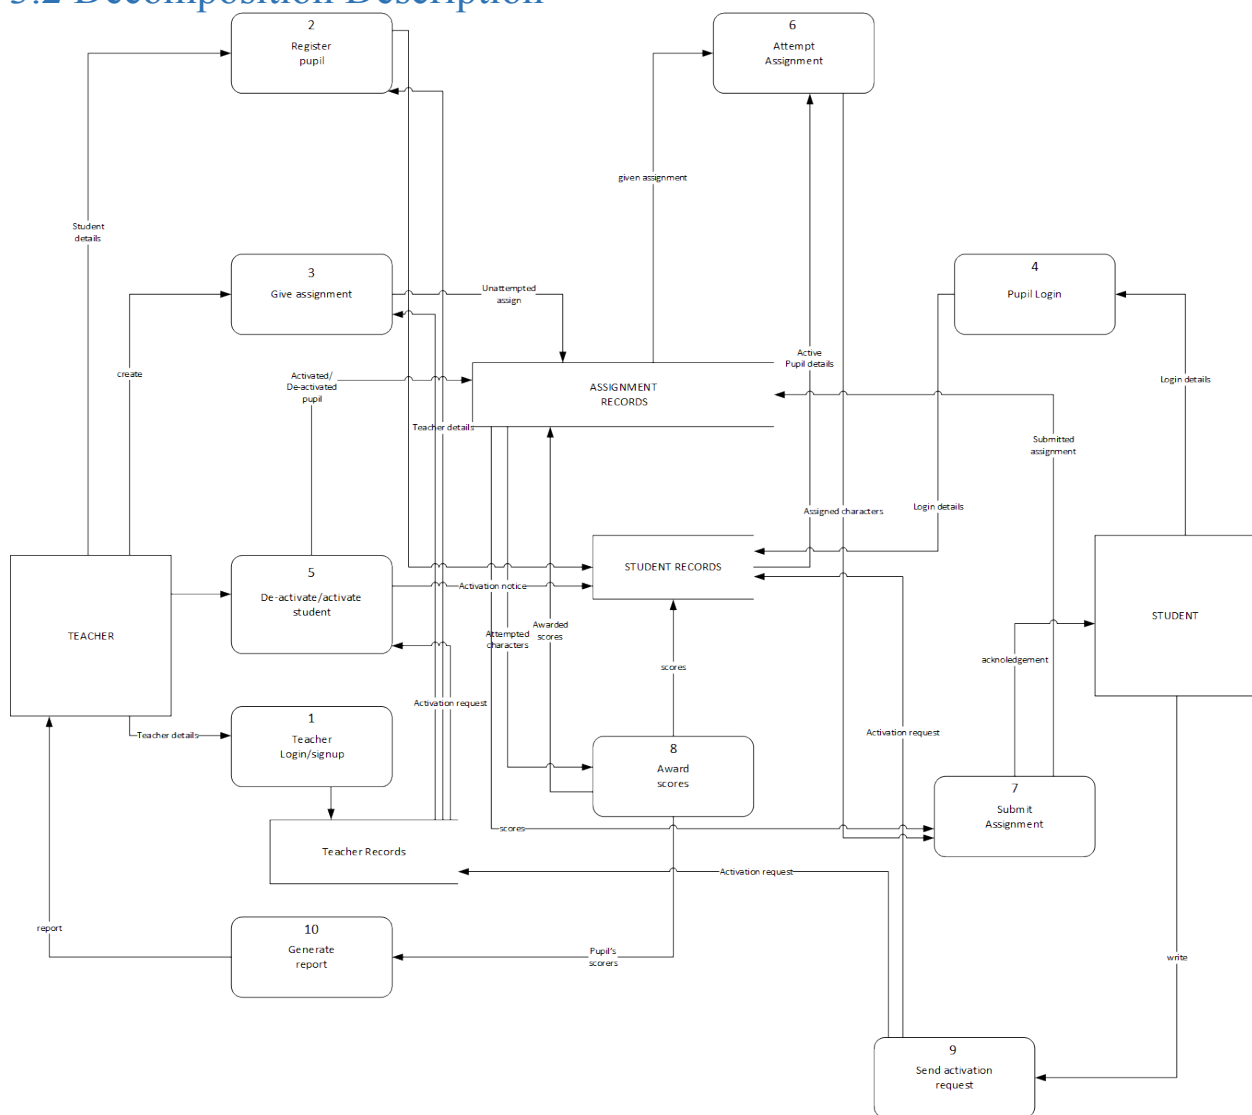 3.2 Decomposition Description
2
Register
pupil
6
Attempt
Assignment
given assignment
Student
details
3
Give assignment
Unattempted
assign
4
Pupil Login
Active
Pupil details
Activated/
De-activated
pupil
create
ASSIGNMENT
RECORDS
Login details
Teacher details
Submitted
assignment
Assigned characters
Login details
5
De-activate/activate
student
Activation notice
STUDENT RECORDS
TEACHER
STUDENT
Attempted
characters
Awarded
scores
scores
acknoledgement
Activation request
Activation request
1
Teacher
Login/signup
Teacher details
8
Award
scores
7
Submit
Assignment
scores
Teacher Records
Activation request
report
10
Generate
report
Pupil's
scorers
write
9
Send activation
request